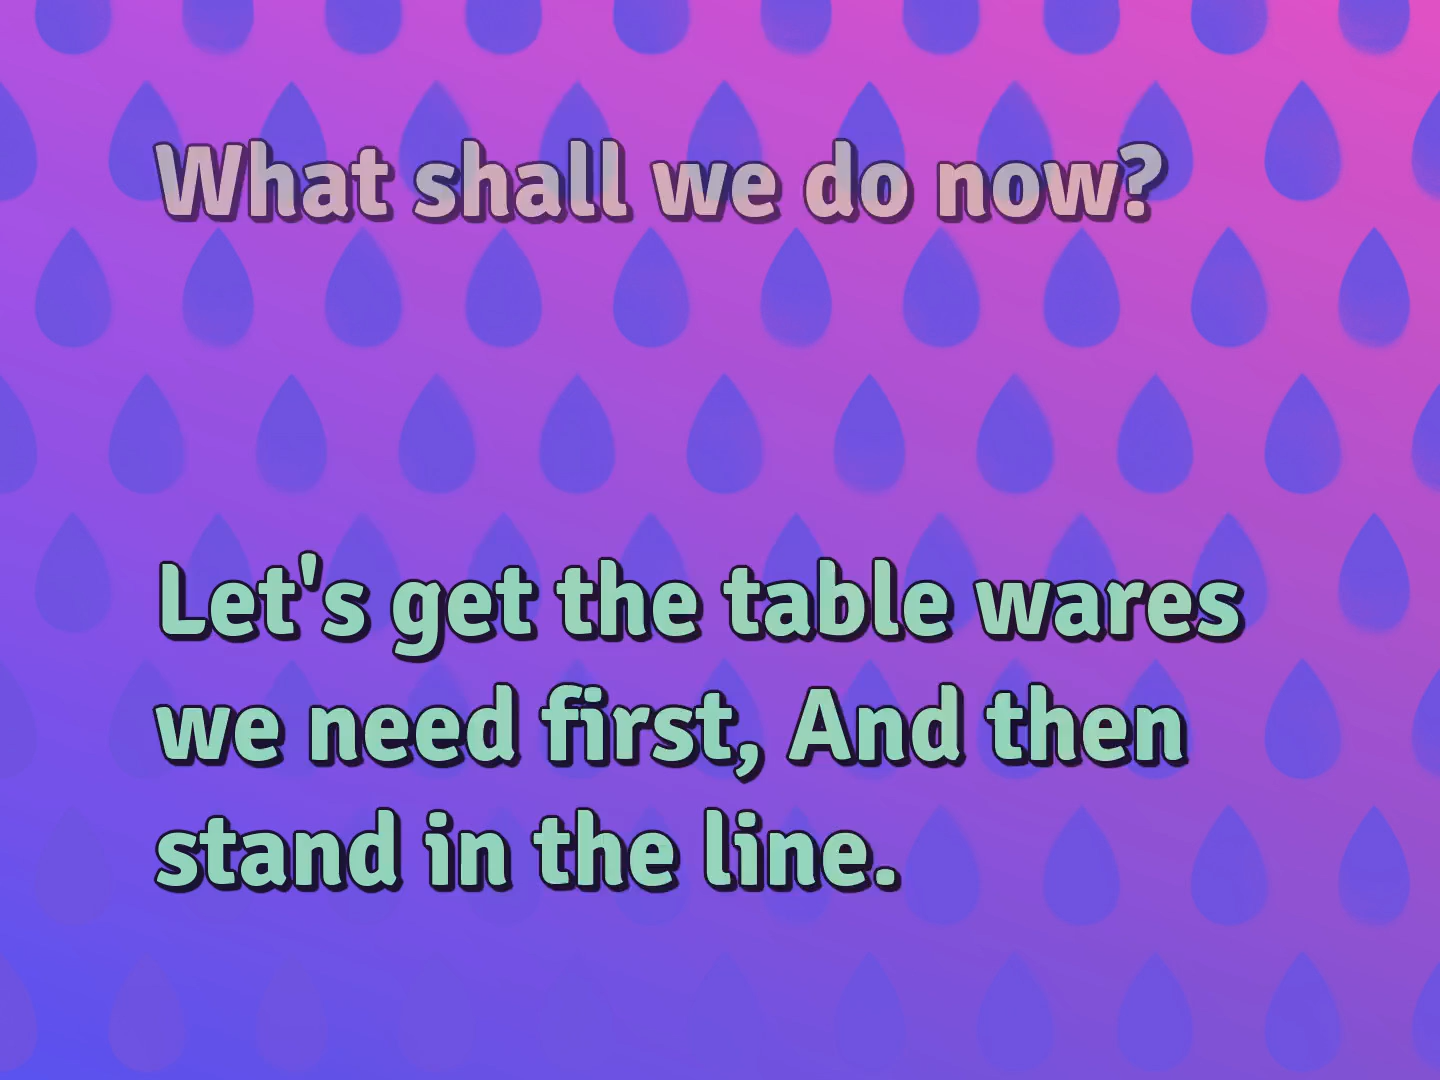 What shall we do now?
Let's get the table wares
we need first, And then
stand in the line.